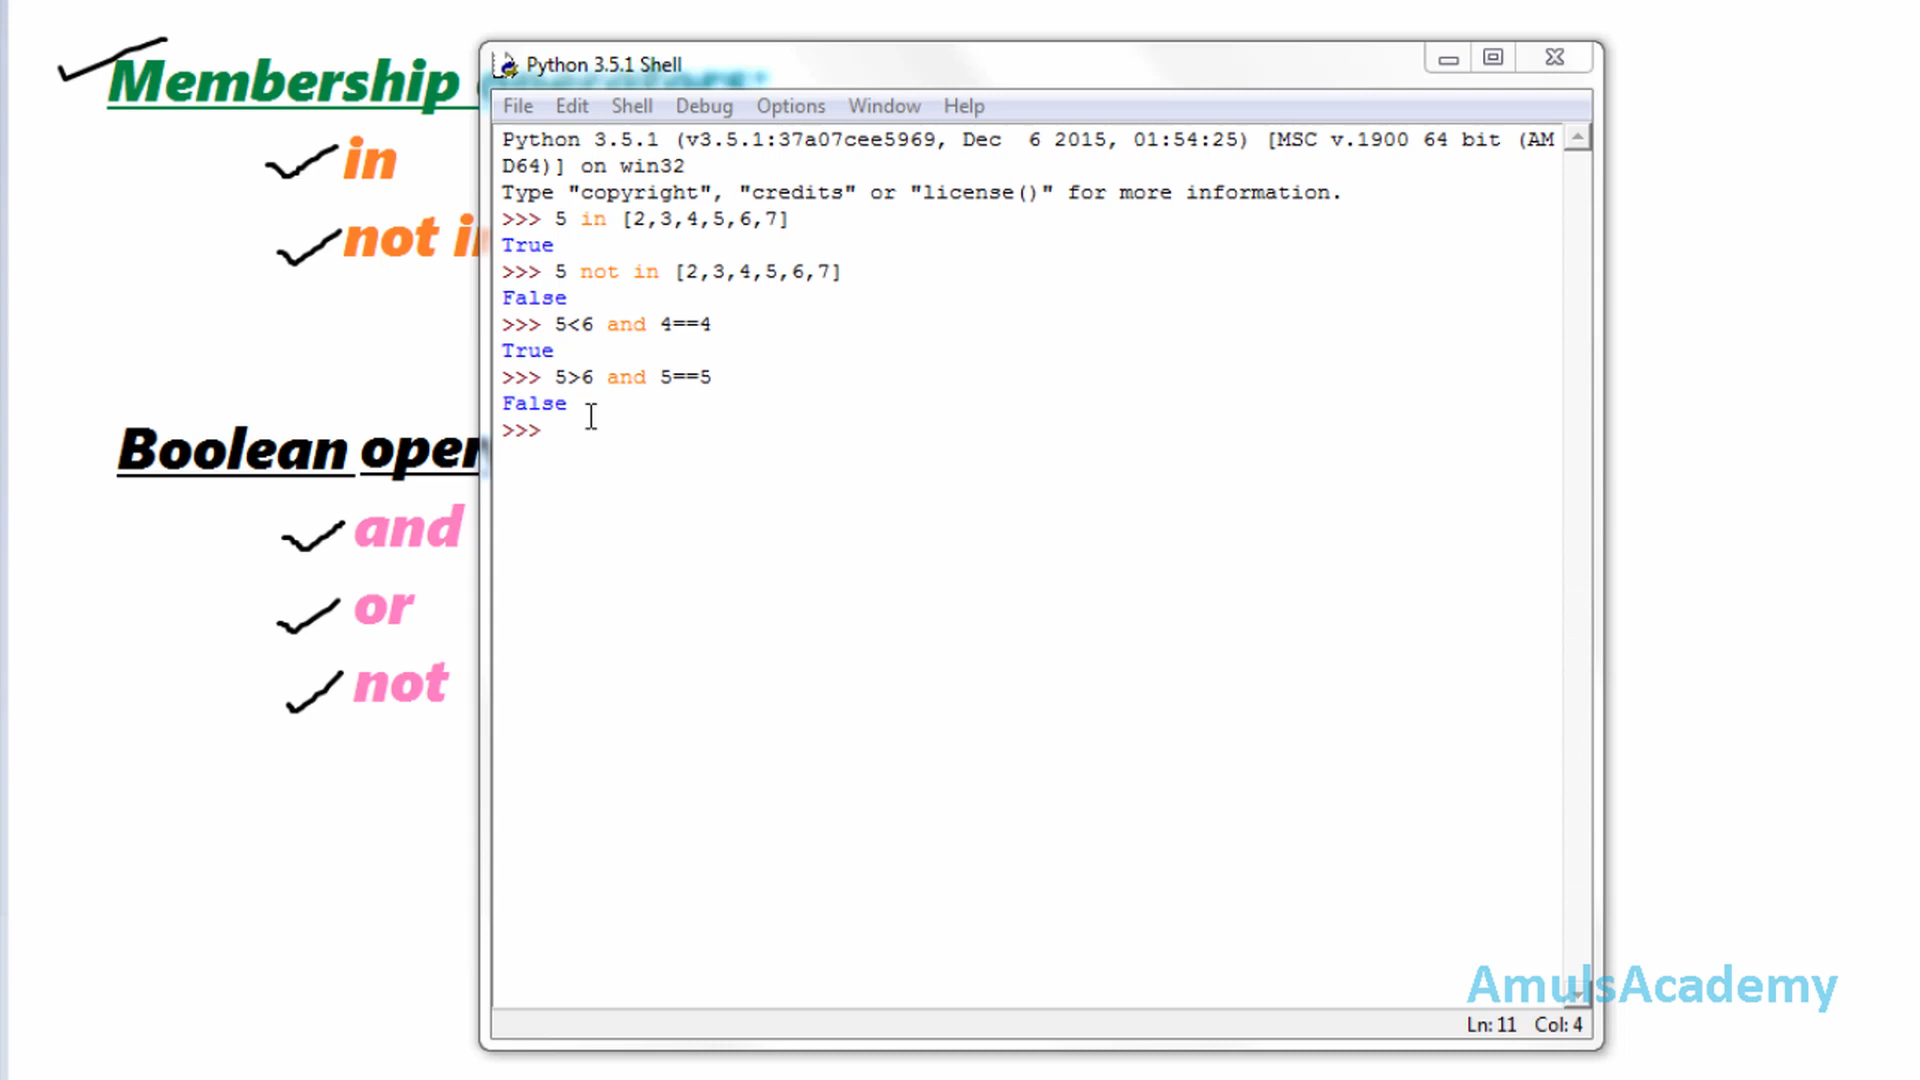 Membership
in
not in
Boolean oper
and
or
not
Python 3.5.1 Shell
File Edit Shell Debug Options Window Help
Python 3.5.1 (v3.5.1:37a07cee5969, Dec  6 2015, 01:54:25) [MSC v.1900 64 bit (AM
D64)] on win32
Type "copyright", "credits" or "license()" for more information.
>>> 5 in [2,3,4,5,6,7]
True
>>> 5 not in [2,3,4,5,6,7]
False
>>> 5<6 and 4==4
True
>>> 5>6 and 5==5
False
>>>
AmulsAcademy
Ln: 11 Col: 4